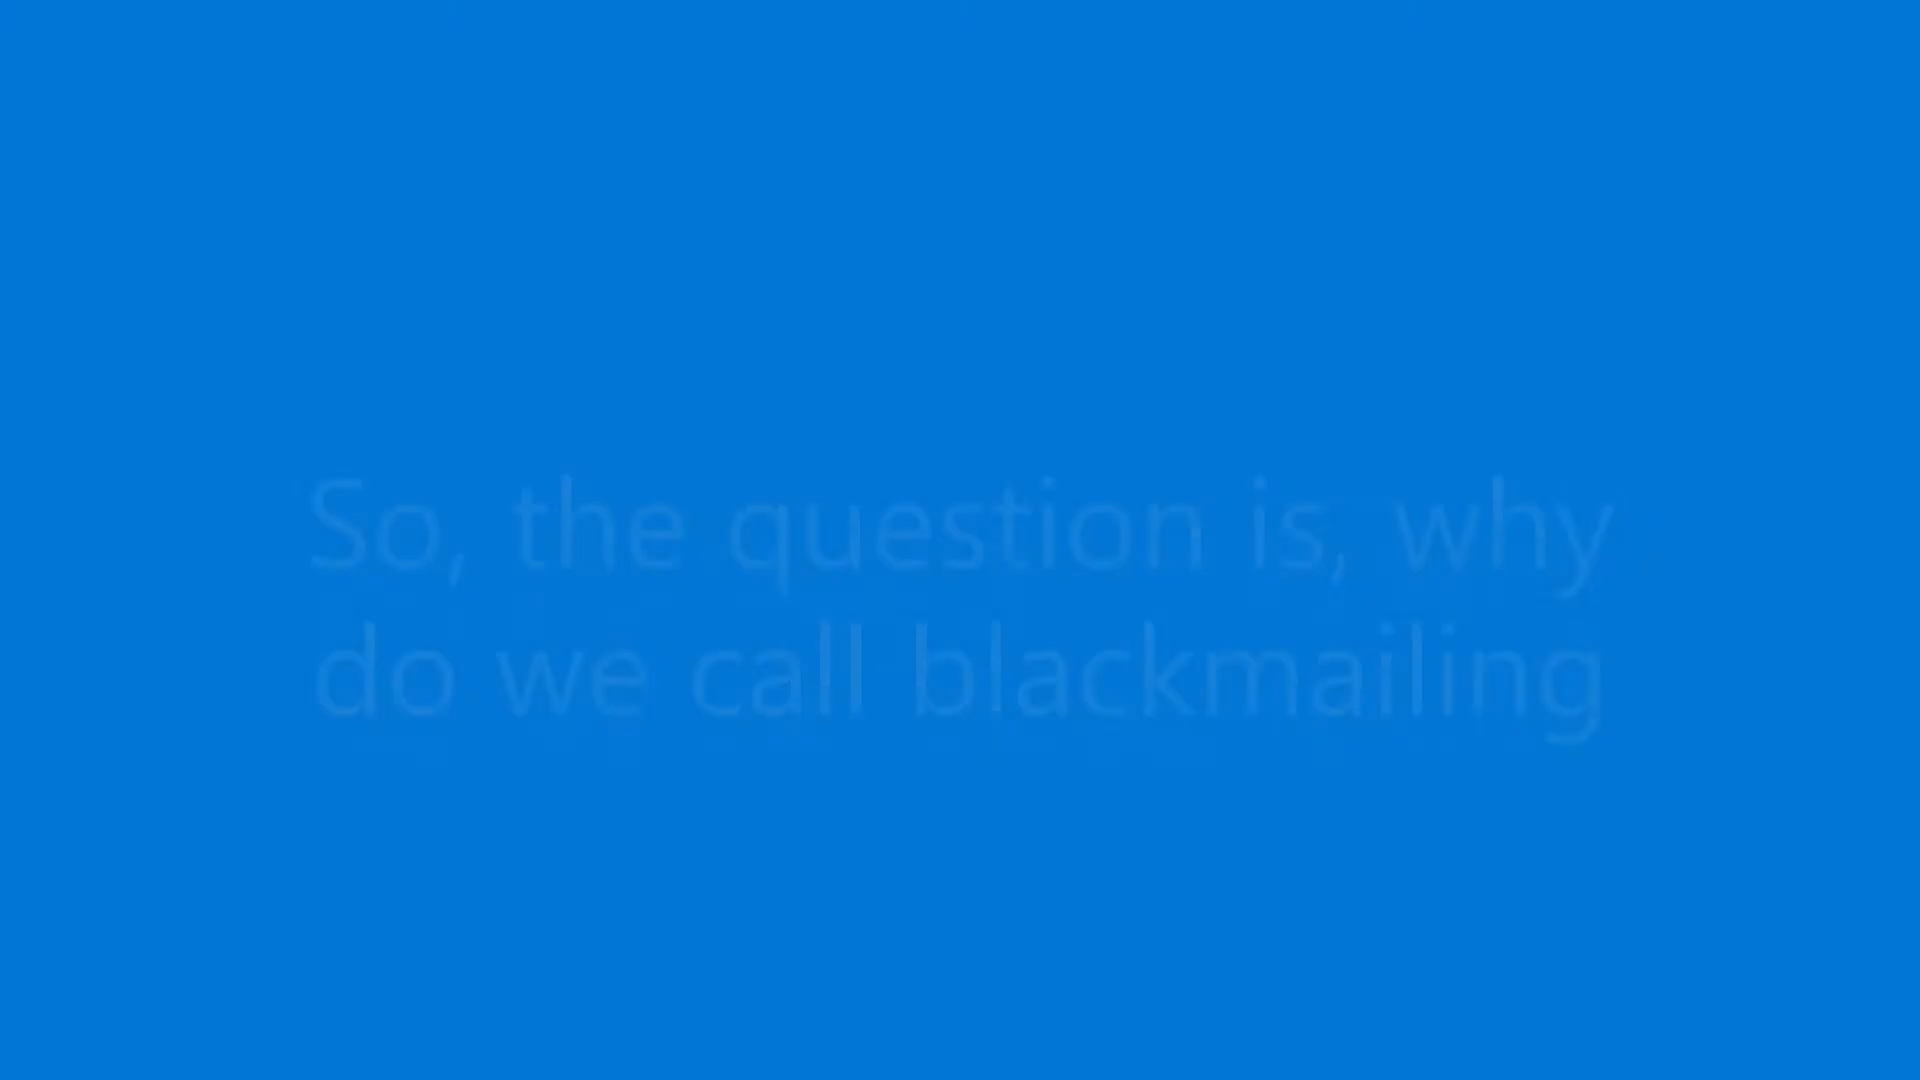 So, the question is, why
do we call blackmailing